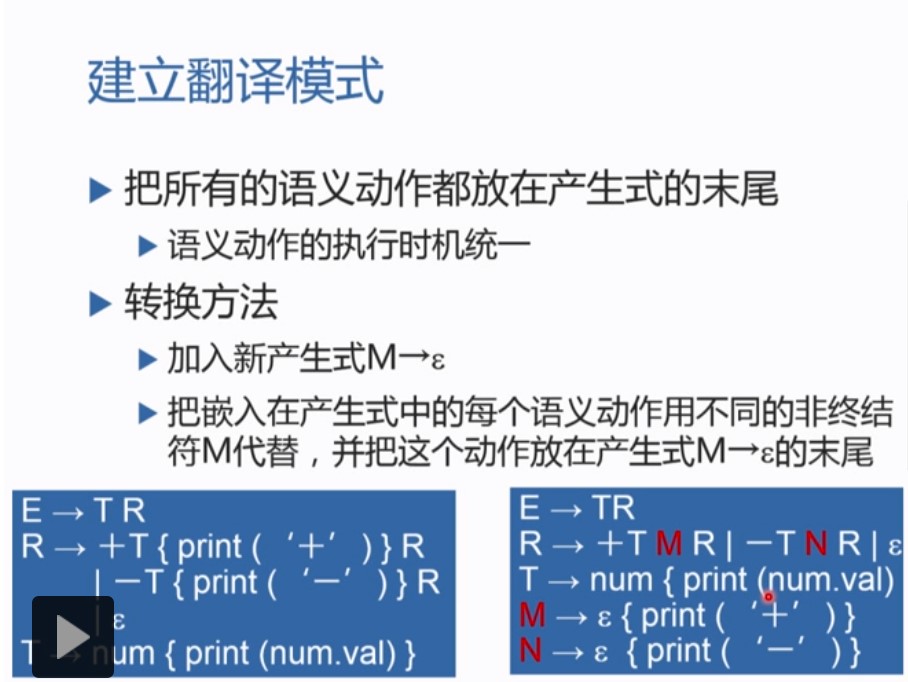 建立翻译模式
把所有的语义动作都放在产生式的末尾
语义动作的执行时机统一
转换方法
加入新产生式M→ε
把嵌入在产生式中的每个语义动作用不同的非终结
符M代替，并把这个动作放在产生式M→ε的末尾
E → T R
R → ＋T { print ( ‘＋’ ) } R
| －T { print ( ‘－’ ) } R
| ε
T → num { print (num.val) }
E → TR
R → ＋T M R | －T N R | ε
T → num { print (num.val)
M → ε { print ( ‘＋’ ) }
N → ε { print ( ‘－’ ) }